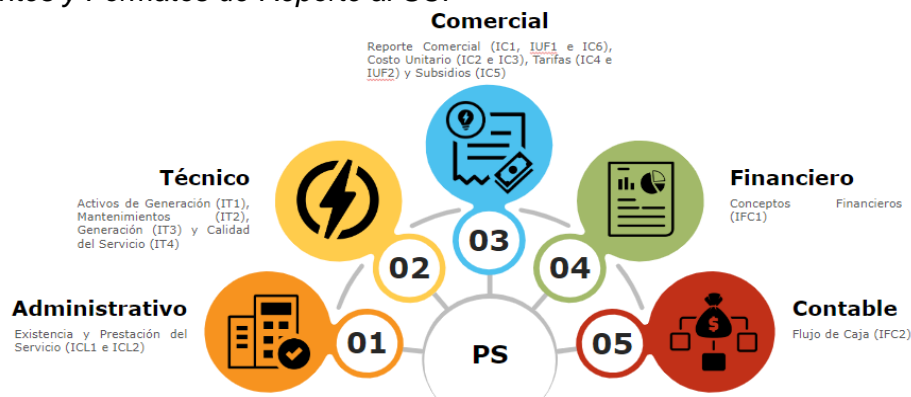 Comercial
Reporte Comercial (IC1, IUF1 e IC6),
Costo Unitario (IC2 e IC3), Tarifas (IC4 e
IUF2) y Subsidios (IC5)
Técnico
Activos de Generación (IT1),
Mantenimientos (IT2),
Generación (IT3) y Calidad
del Servicio (IT4)
Financiero
Conceptos Financieros
(IFC1)
Administrativo
Existencia y Prestación del
Servicio (ICL1 e ICL2)
Contable
Flujo de Caja (IFC2)
01
02
03
04
05
PS
$